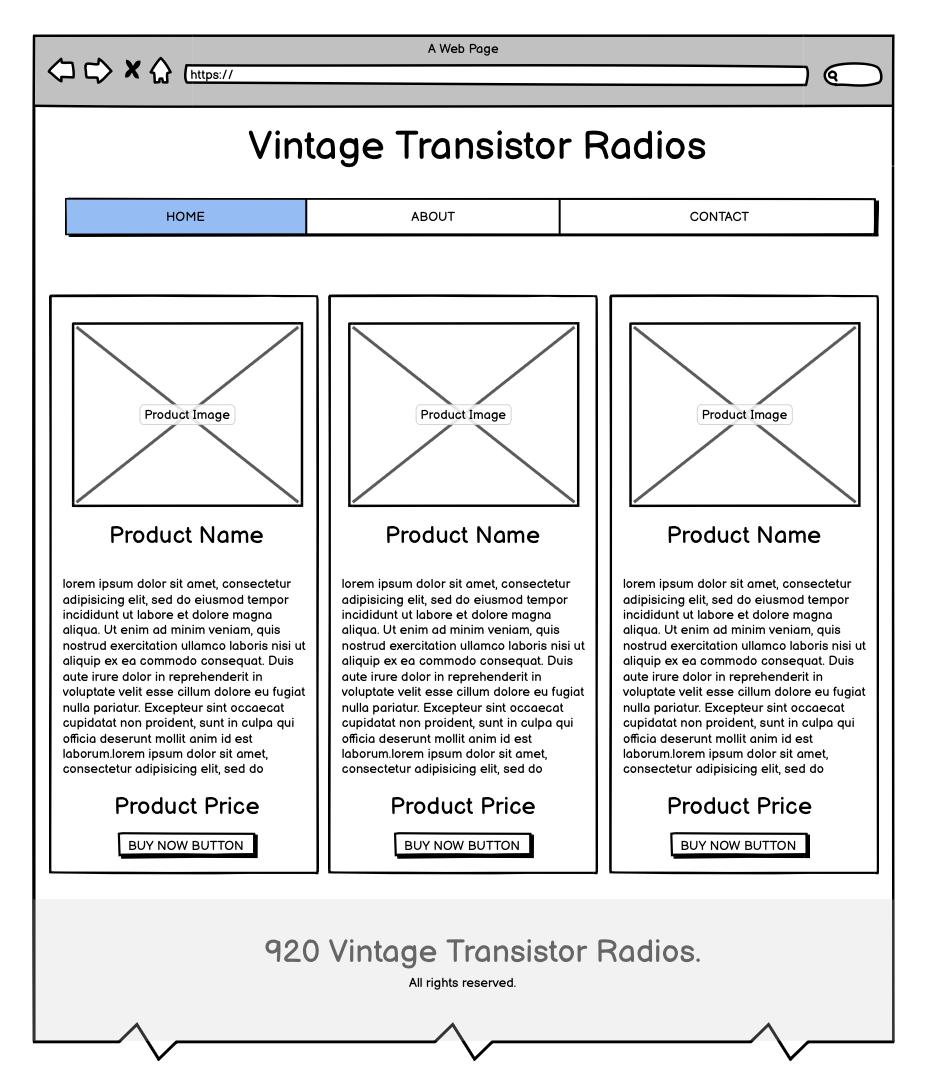 A Web Page
https://
Vintage Transistor Radios
HOME
ABOUT
CONTACT
Product Image
Product Name
lorem ipsum dolor sit amet, consectetur
adipisicing elit, sed do eiusmod tempor
incididunt ut labore et dolore magna
aliqua. Ut enim ad minim veniam, quis
nostrud exercitation ullamco laboris nisi ut
aliquip ex ea commodo consequat. Duis
aute irure dolor in reprehenderit in
voluptate velit esse cillum dolore eu fugiat
nulla pariatur. Excepteur sint occaecat
cupidatat non proident, sunt in culpa qui
officia deserunt mollit anim id est
laborum.lorem ipsum dolor sit amet,
consectetur adipisicing elit, sed do
Product Price
BUY NOW BUTTON
Product Image
Product Name
lorem ipsum dolor sit amet, consectetur
adipisicing elit, sed do eiusmod tempor
incididunt ut labore et dolore magna
aliqua. Ut enim ad minim veniam, quis
nostrud exercitation ullamco laboris nisi ut
aliquip ex ea commodo consequat. Duis
aute irure dolor in reprehenderit in
voluptate velit esse cillum dolore eu fugiat
nulla pariatur. Excepteur sint occaecat
cupidatat non proident, sunt in culpa qui
officia deserunt mollit anim id est
laborum.lorem ipsum dolor sit amet,
consectetur adipisicing elit, sed do
Product Price
BUY NOW BUTTON
Product Image
Product Name
lorem ipsum dolor sit amet, consectetur
adipisicing elit, sed do eiusmod tempor
incididunt ut labore et dolore magna
aliqua. Ut enim ad minim veniam, quis
nostrud exercitation ullamco laboris nisi ut
aliquip ex ea commodo consequat. Duis
aute irure dolor in reprehenderit in
voluptate velit esse cillum dolore eu fugiat
nulla pariatur. Excepteur sint occaecat
cupidatat non proident, sunt in culpa qui
officia deserunt mollit anim id est
laborum.lorem ipsum dolor sit amet,
consectetur adipisicing elit, sed do
Product Price
BUY NOW BUTTON
920 Vintage Transistor Radios.
All rights reserved.